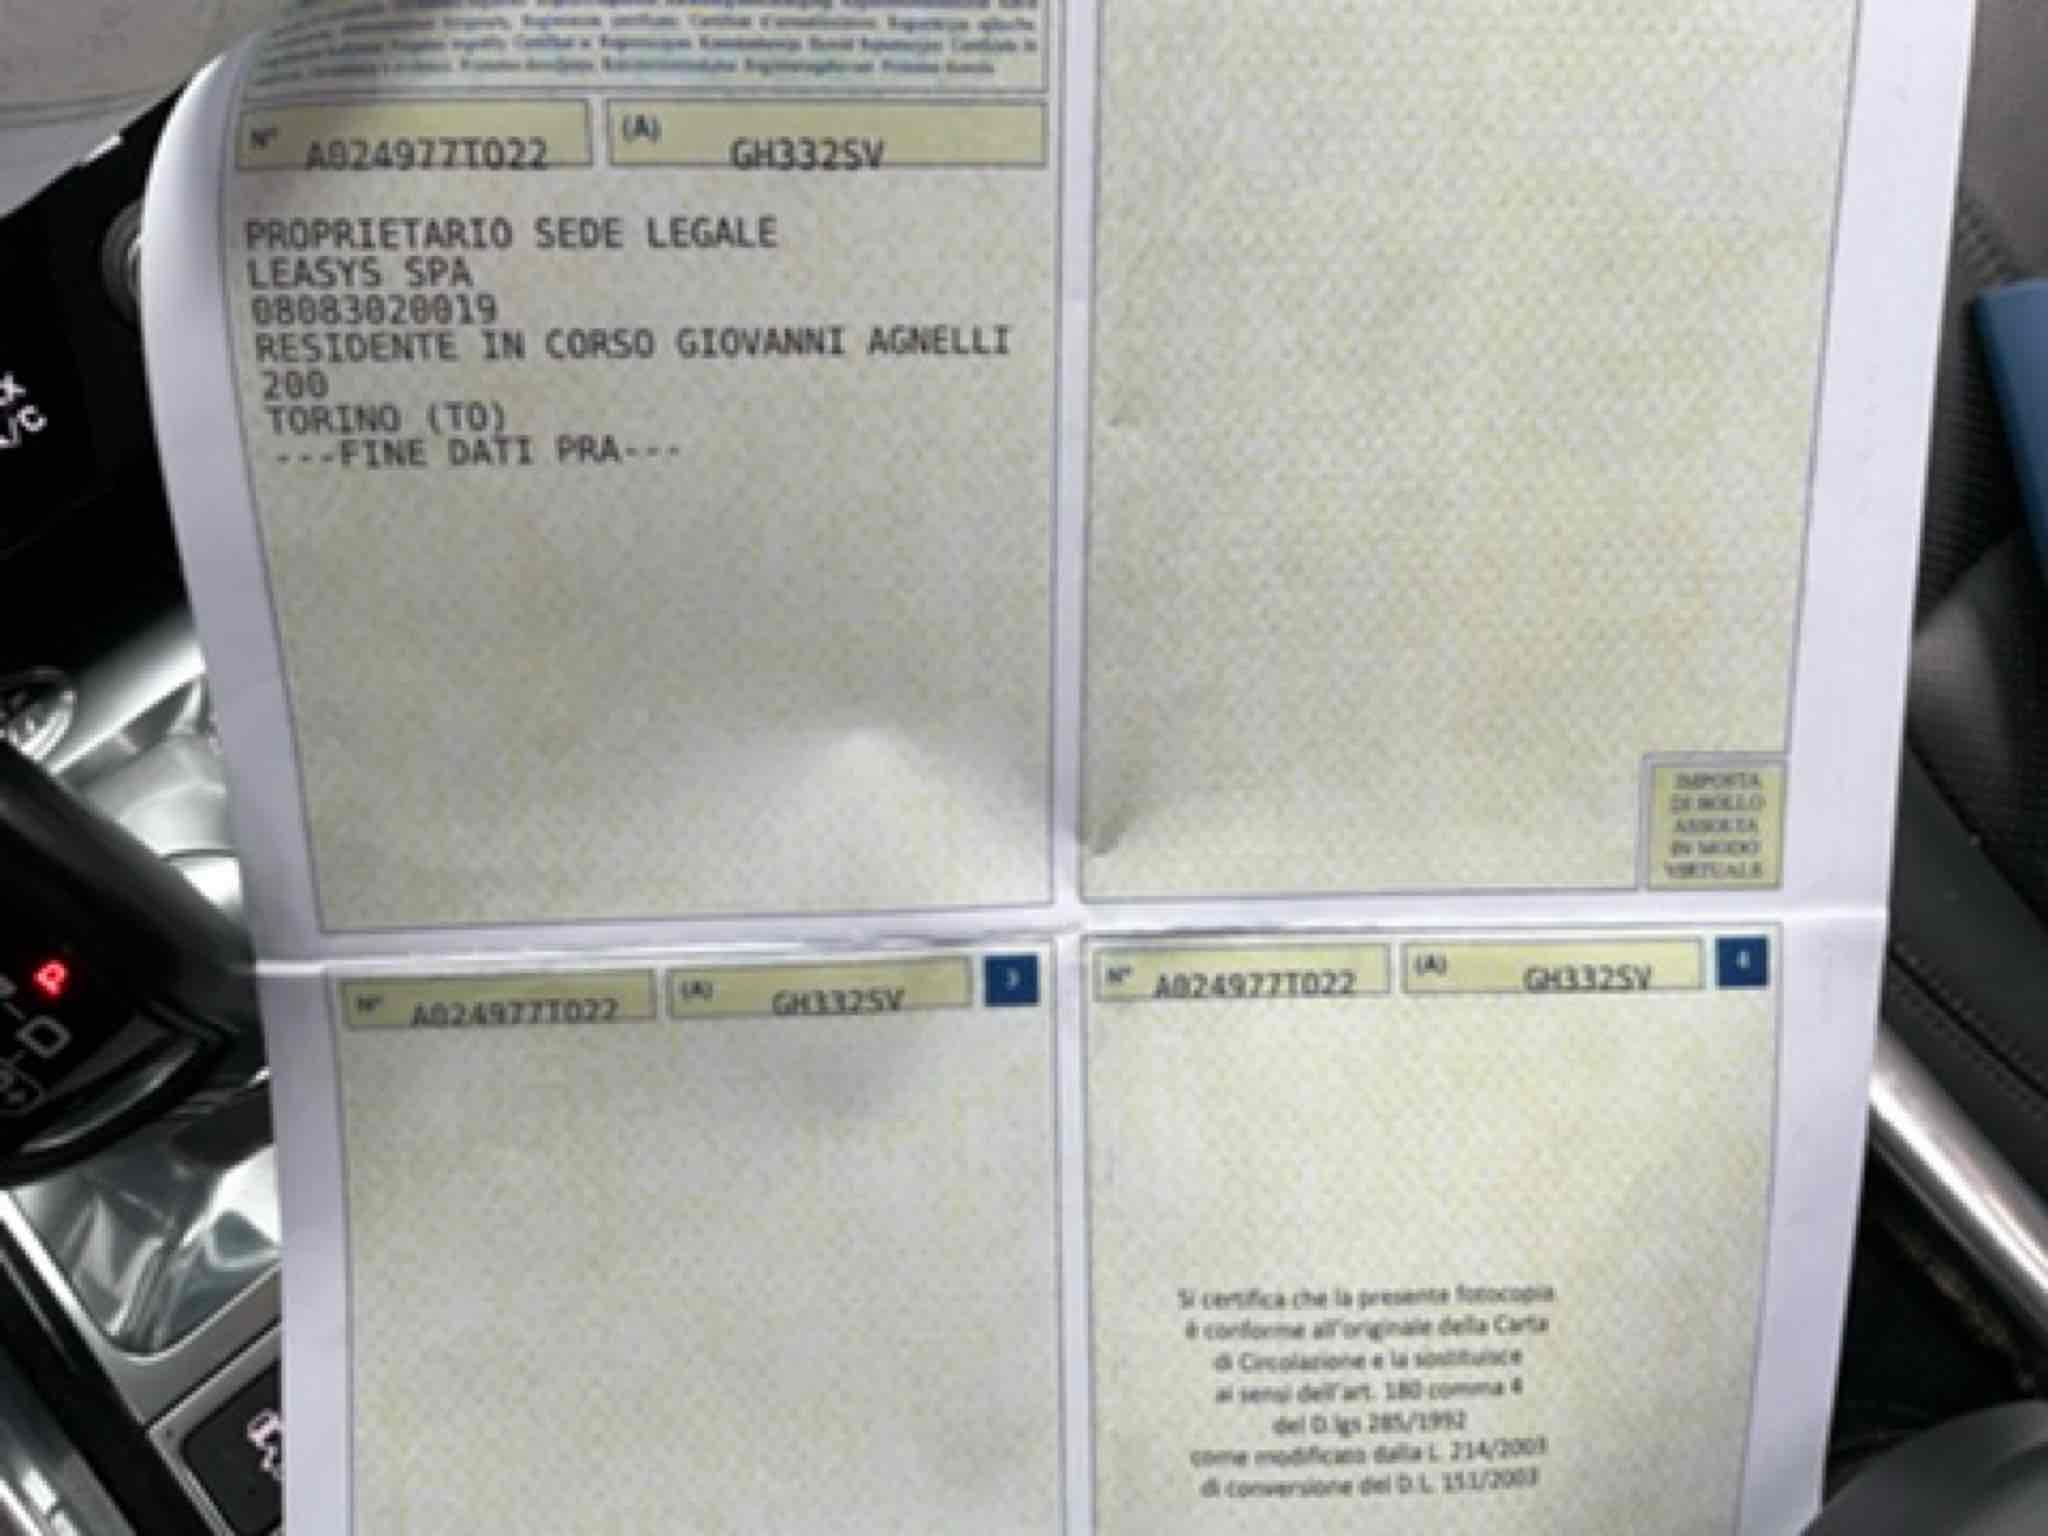 N° A024977TO22
(A) GH332SV
PROPRIETARIO SEDE LEGALE
LEASYS SPA
08083020019
RESIDENTE IN CORSO GIOVANNI AGNELLI
200
TORINO (TO)
---FINE DATI PRA---
IMPOSTA
DI BOLLO
ASSOLTA
IN MODO
VIRTUALE
N° A024977TO22
(A) GH332SV
3
N° A024977TO22
(A) GH332SV
4
Si certifica che la presente fotocopia
è conforme all'originale della Carta
di Circolazione e la sostituisce
ai sensi dell'art. 180 comma 4
del D.lgs 285/1992
come modificato dalla L. 214/2003
di conversione del D.L. 151/2003
P
D
A/C